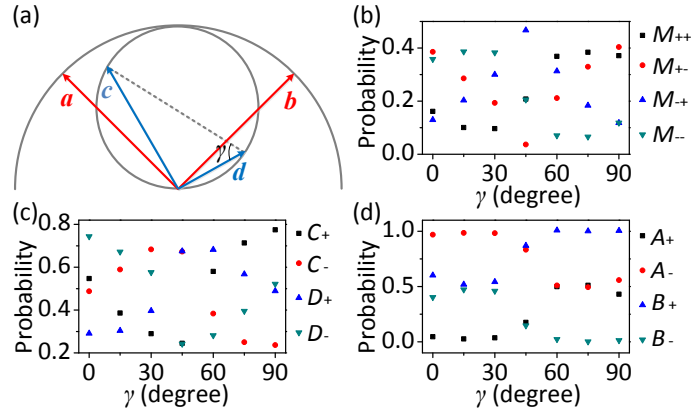 (a)
a
c
b
γ
d
(b)
Probability
0.4
0.2
0.0
0 30 60 90
γ (degree)
M++
M+-
M-+
M--
(c)
Probability
0.8
0.6
0.4
0.2
0 30 60 90
γ (degree)
C+
C-
D+
D-
(d)
Probability
1.0
0.5
0.0
0 30 60 90
γ (degree)
A+
A-
B+
B-